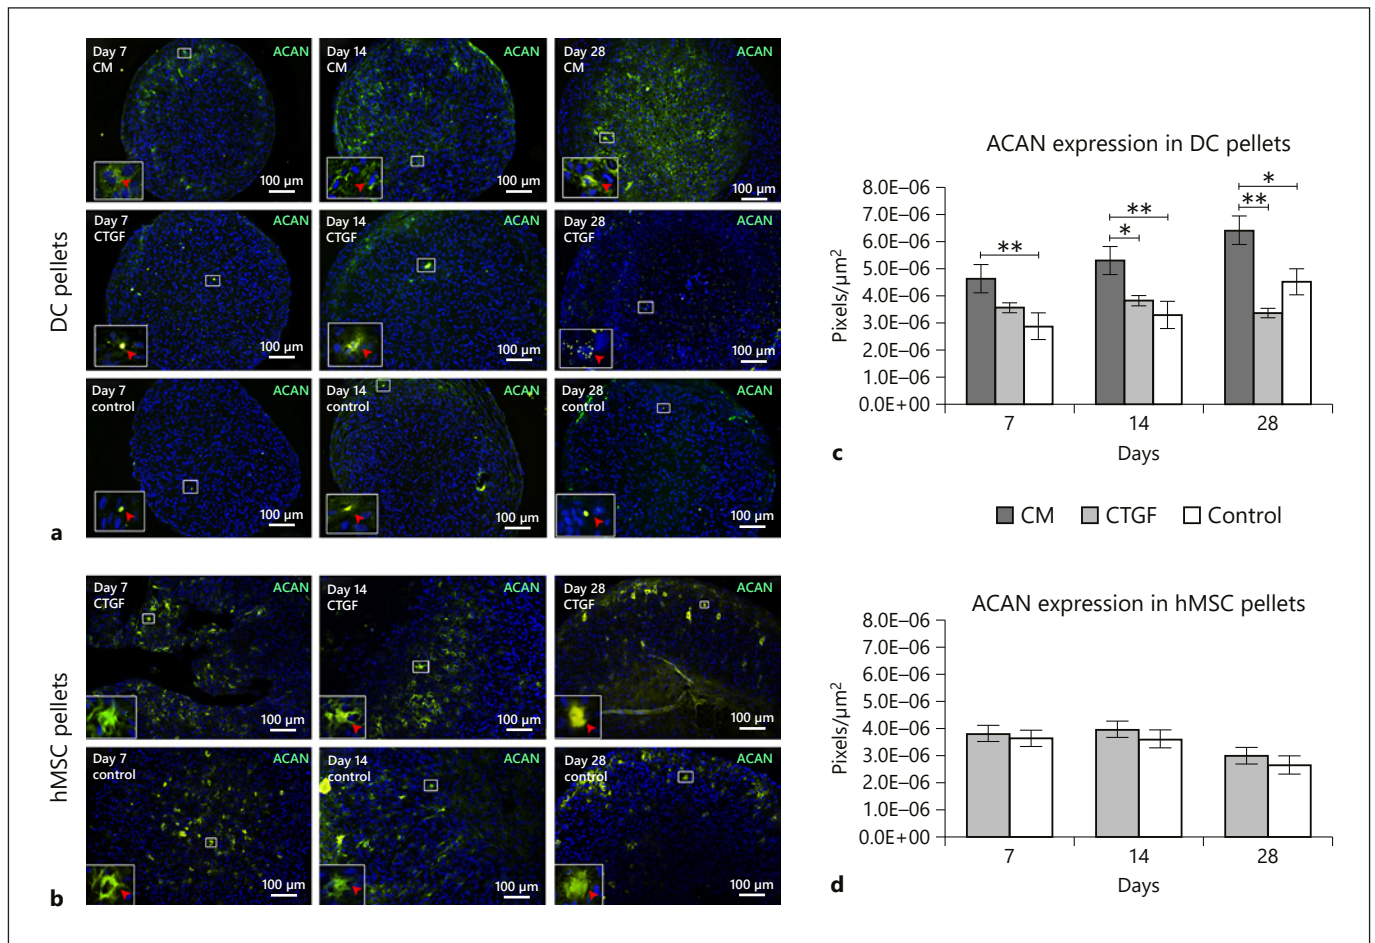 Day 7
CM
ACAN
100 µm
Day 14
CM
ACAN
100 µm
Day 28
CM
ACAN
100 µm
Day 7
CTGF
ACAN
100 µm
Day 14
CTGF
ACAN
100 µm
Day 28
CTGF
ACAN
100 µm
Day 7
control
ACAN
100 µm
Day 14
control
ACAN
100 µm
Day 28
control
ACAN
100 µm
DC pellets
a
Day 7
CTGF
ACAN
100 µm
Day 14
CTGF
ACAN
100 µm
Day 28
CTGF
ACAN
100 µm
Day 7
control
ACAN
100 µm
Day 14
control
ACAN
100 µm
Day 28
control
ACAN
100 µm
hMSC pellets
b
ACAN expression in DC pellets
Pixels/µm²
8.0E–06
7.0E–06
6.0E–06
5.0E–06
4.0E–06
3.0E–06
2.0E–06
1.0E–06
0.0E+00
**
**
*
*
**
7 14 28
Days
c
CM CTGF Control
ACAN expression in hMSC pellets
Pixels/µm²
8.0E–06
7.0E–06
6.0E–06
5.0E–06
4.0E–06
3.0E–06
2.0E–06
1.0E–06
0.0E+00
7 14 28
Days
d